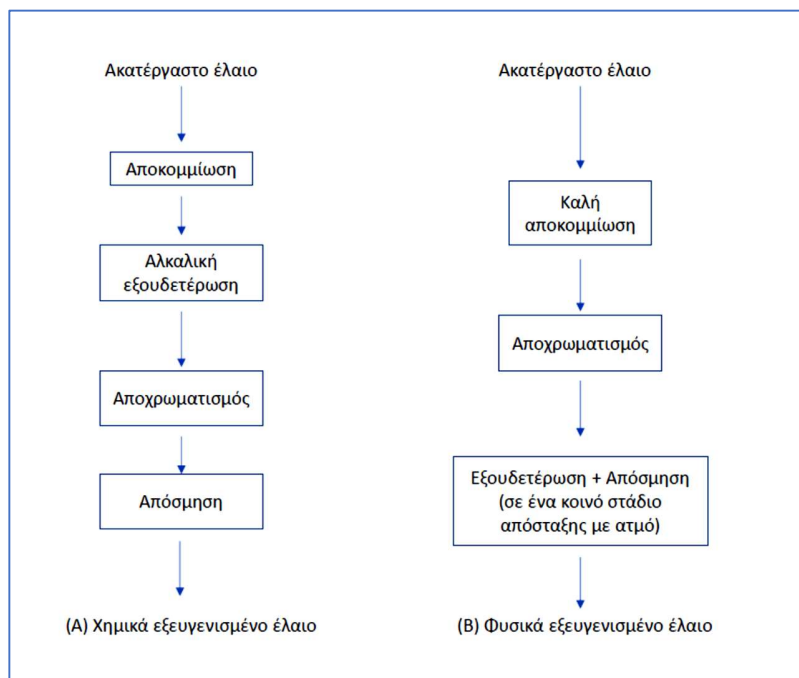 Ακατέργαστο έλαιο
Αποκομμίωση
Αλκαλική
εξουδετέρωση
Αποχρωματισμός
Απόσμηση
(Α) Χημικά εξευγενισμένο έλαιο
Ακατέργαστο έλαιο
Καλή
αποκομμίωση
Αποχρωματισμός
Εξουδετέρωση + Απόσμηση
(σε ένα κοινό στάδιο
απόσταξης με ατμό)
(Β) Φυσικά εξευγενισμένο έλαιο